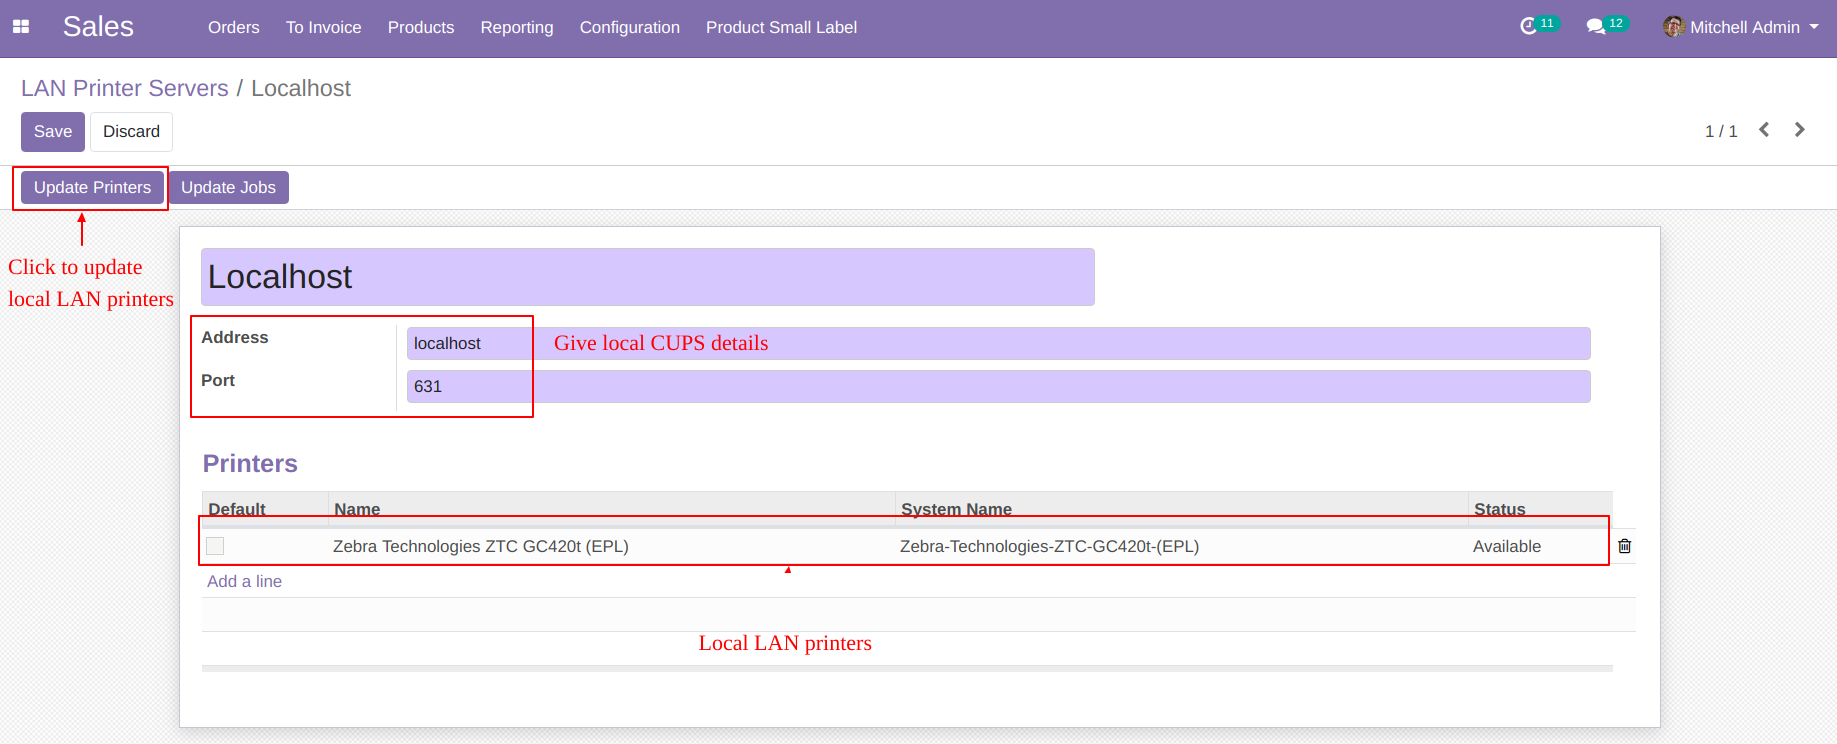 Sales Orders To Invoice Products Reporting Configuration Product Small Label 11 12 Mitchell Admin
LAN Printer Servers / Localhost
Save Discard 1 / 1
Update Printers Update Jobs
Click to update
local LAN printers
Localhost
Address localhost Give local CUPS details
Port 631
Printers
Default Name System Name Status
Zebra Technologies ZTC GC420t (EPL) Zebra-Technologies-ZTC-GC420t-(EPL) Available
Add a line
Local LAN printers